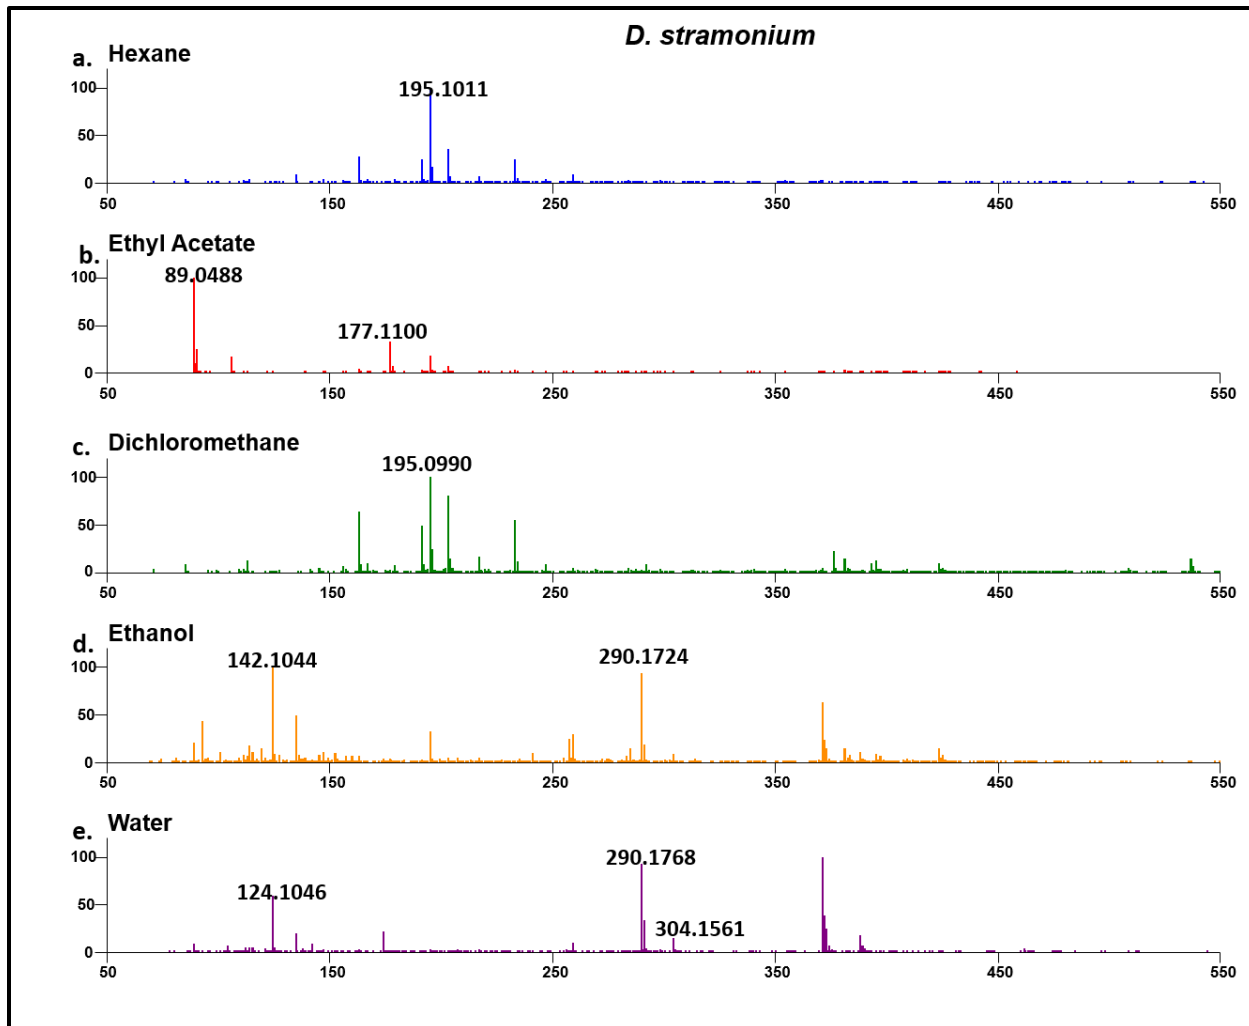 D. stramonium
a. Hexane
195.1011
100
50
0
50 150 250 350 450 550
b. Ethyl Acetate
89.0488
177.1100
100
50
0
50 150 250 350 450 550
c. Dichloromethane
195.0990
100
50
0
50 150 250 350 450 550
d. Ethanol
142.1044 290.1724
100
50
0
50 150 250 350 450 550
e. Water
290.1768
124.1046
304.1561
100
50
0
50 150 250 350 450 550